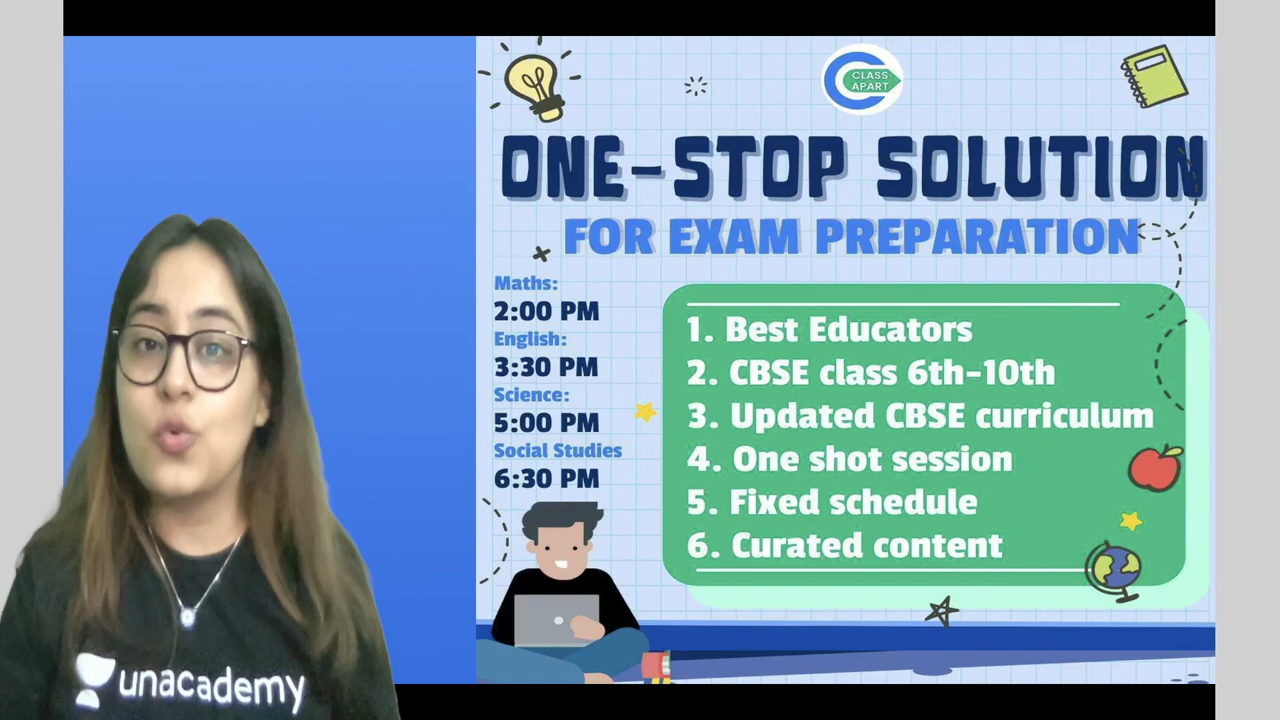 CLASS
APART
ONE-STOP SOLUTION
FOR EXAM PREPARATION
Maths:
2:00 PM
English:
3:30 PM
Science:
5:00 PM
Social Studies
6:30 PM
1. Best Educators
2. CBSE class 6th-10th
3. Updated CBSE curriculum
4. One shot session
5. Fixed schedule
6. Curated content
unacademy